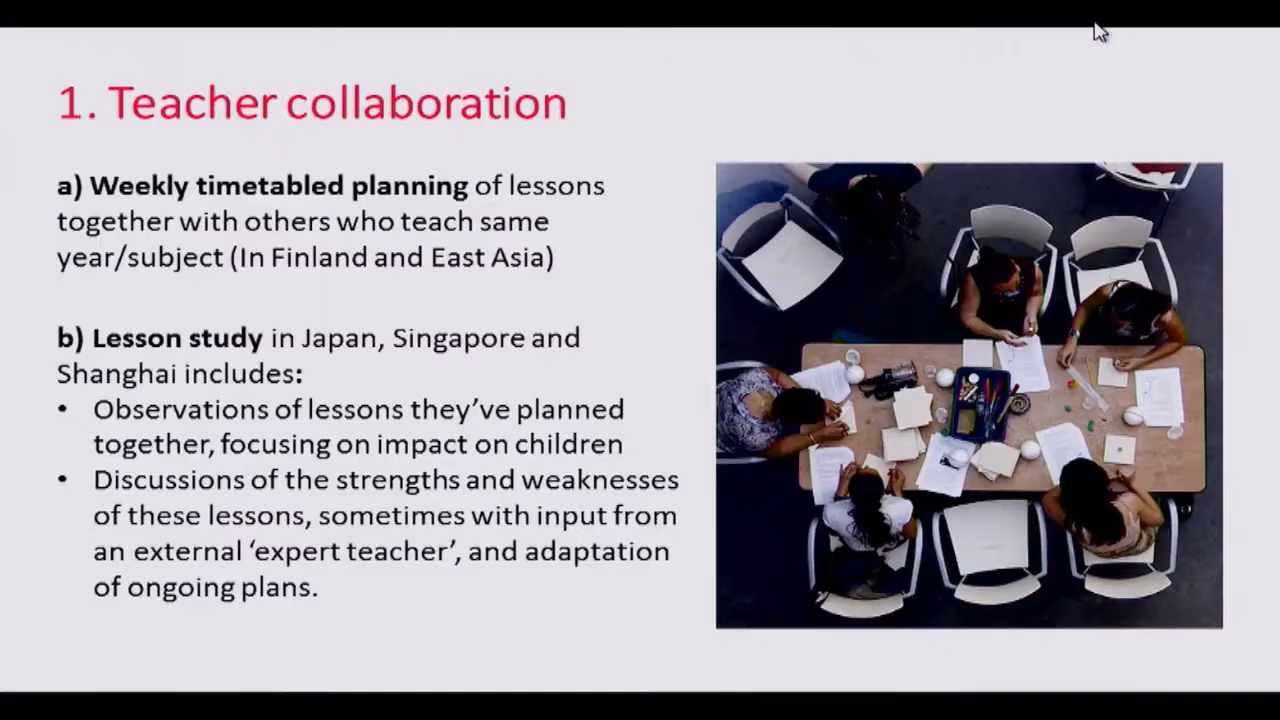 1. Teacher collaboration
a) Weekly timetabled planning of lessons
together with others who teach same
year/subject (In Finland and East Asia)
b) Lesson study in Japan, Singapore and
Shanghai includes:
• Observations of lessons they’ve planned
together, focusing on impact on children
• Discussions of the strengths and weaknesses
of these lessons, sometimes with input from
an external ‘expert teacher’, and adaptation
of ongoing plans.